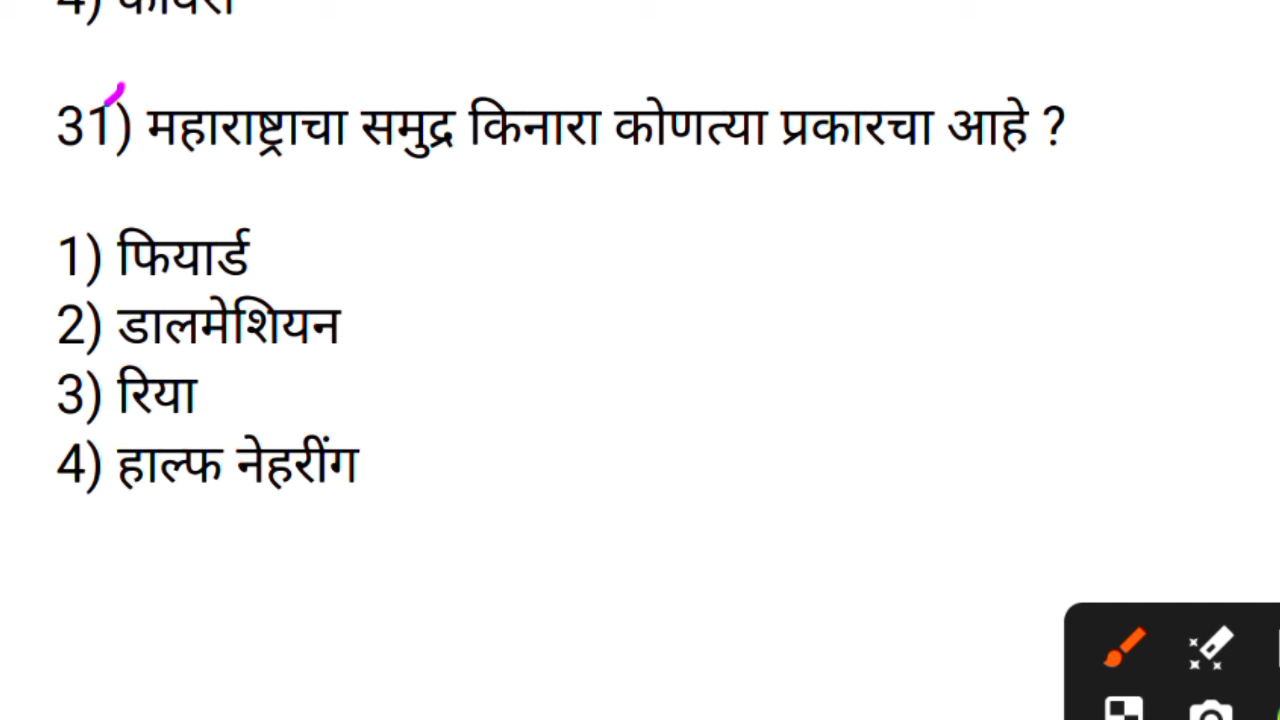 31) महाराष्ट्राचा समुद्र किनारा कोणत्या प्रकारचा आहे ?
1) फियार्ड
2) डालमेशियन
3) रिया
4) हाल्फ नेहरींग